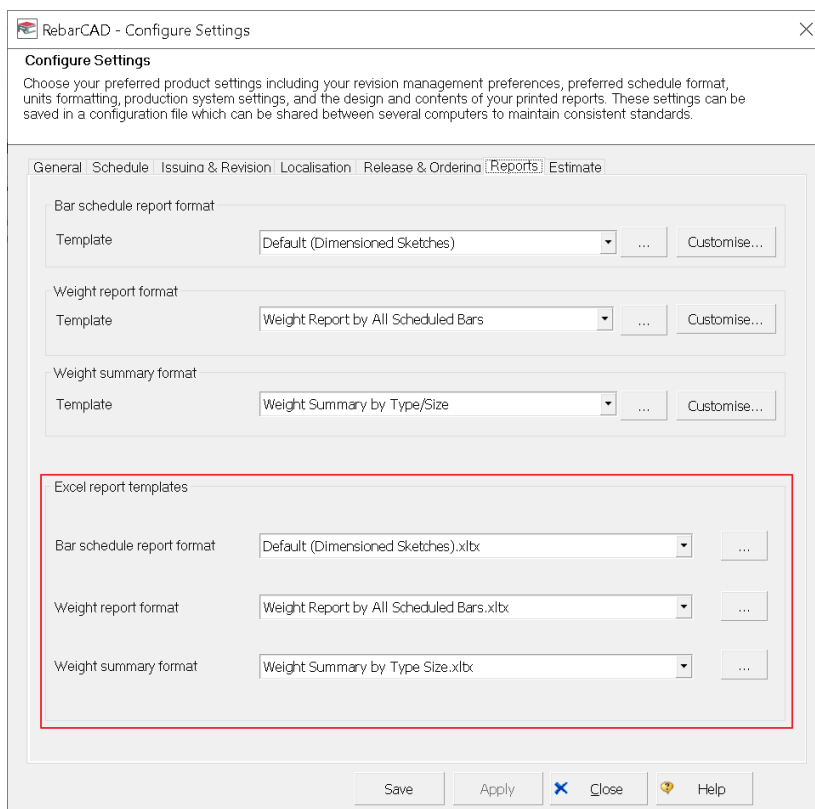 RebarCAD - Configure Settings
Configure Settings
Choose your preferred product settings including your revision management preferences, preferred schedule format,
units formatting, production system settings, and the design and contents of your printed reports. These settings can be
saved in a configuration file which can be shared between several computers to maintain consistent standards.
General Schedule Issuing & Revision Localisation Release & Ordering Reports Estimate
Bar schedule report format
Template Default (Dimensioned Sketches) ... Customise...
Weight report format
Template Weight Report by All Scheduled Bars ... Customise...
Weight summary format
Template Weight Summary by Type/Size ... Customise...
Excel report templates
Bar schedule report format Default (Dimensioned Sketches).xltx ...
Weight report format Weight Report by All Scheduled Bars.xltx ...
Weight summary format Weight Summary by Type Size.xltx ...
Save Apply Close Help